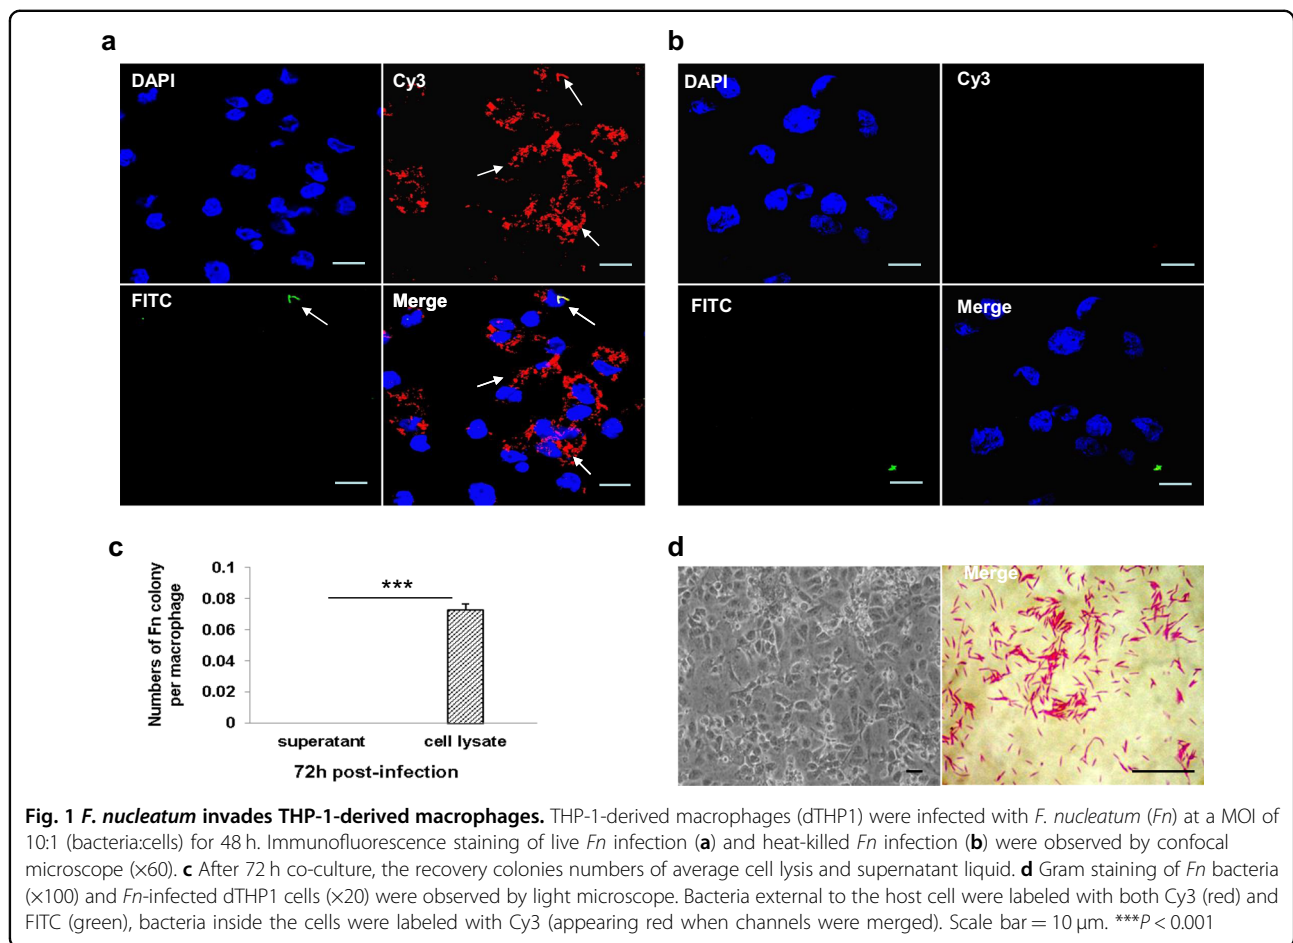 a
b
DAPI
Cy3
DAPI
Cy3
FITC
Merge
FITC
Merge
c
d
Numbers of Fn colony
per macrophage
0.1
0.08
0.06
0.04
0.02
0
***
superatant
cell lysate
72h post-infection
Merge
Fig. 1 F. nucleatum invades THP-1-derived macrophages. THP-1-derived macrophages (dTHP1) were infected with F. nucleatum (Fn) at a MOI of
10:1 (bacteria:cells) for 48 h. Immunofluorescence staining of live Fn infection (a) and heat-killed Fn infection (b) were observed by confocal
microscope (×60). c After 72 h co-culture, the recovery colonies numbers of average cell lysis and supernatant liquid. d Gram staining of Fn bacteria
(×100) and Fn-infected dTHP1 cells (×20) were observed by light microscope. Bacteria external to the host cell were labeled with both Cy3 (red) and
FITC (green), bacteria inside the cells were labeled with Cy3 (appearing red when channels were merged). Scale bar = 10 μm. ***P < 0.001